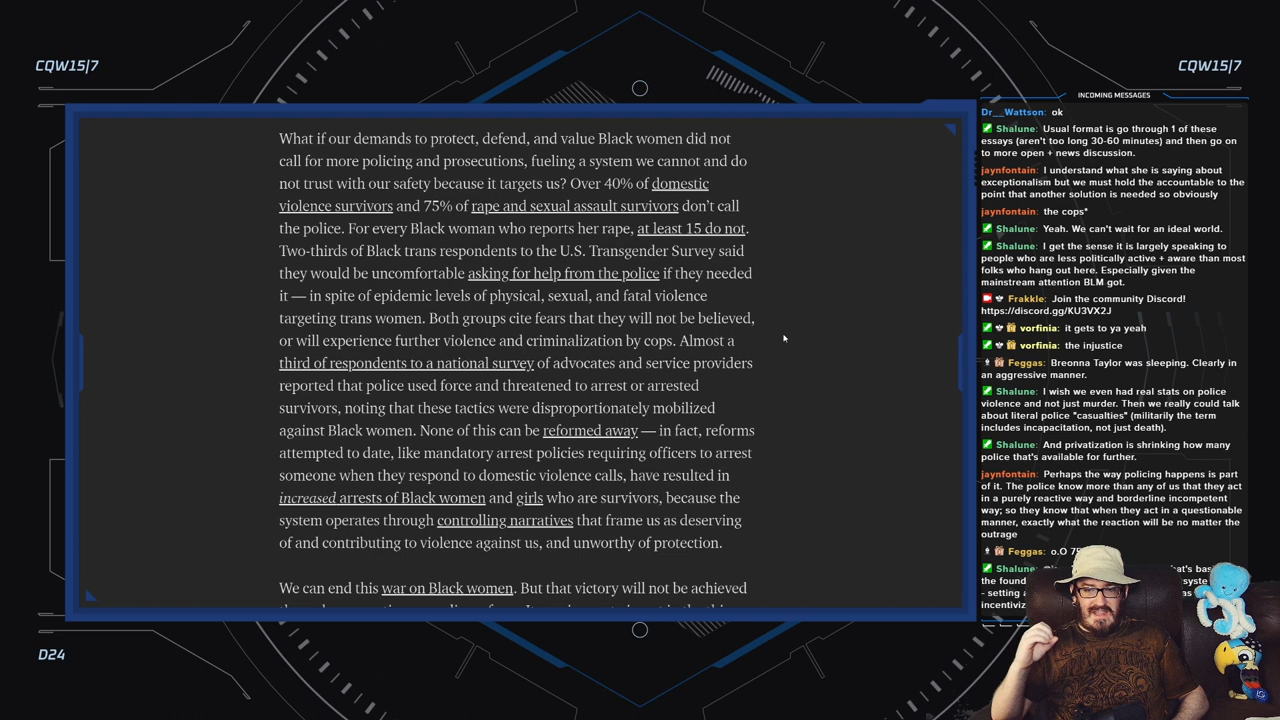 CQW15|7
CQW15|7
What if our demands to protect, defend, and value Black women did not
call for more policing and prosecutions, fueling a system we cannot and do
not trust with our safety because it targets us? Over 40% of domestic
violence survivors and 75% of rape and sexual assault survivors don’t call
the police. For every Black woman who reports her rape, at least 15 do not.
Two-thirds of Black trans respondents to the U.S. Transgender Survey said
they would be uncomfortable asking for help from the police if they needed
it — in spite of epidemic levels of physical, sexual, and fatal violence
targeting trans women. Both groups cite fears that they will not be believed,
or will experience further violence and criminalization by cops. Almost a
third of respondents to a national survey of advocates and service providers
reported that police used force and threatened to arrest or arrested
survivors, noting that these tactics were disproportionately mobilized
against Black women. None of this can be reformed away — in fact, reforms
attempted to date, like mandatory arrest policies requiring officers to arrest
someone when they respond to domestic violence calls, have resulted in
increased arrests of Black women and girls who are survivors, because the
system operates through controlling narratives that frame us as deserving
of and contributing to violence against us, and unworthy of protection.
We can end this war on Black women. But that victory will not be achieved
D24
INCOMING MESSAGES
Dr__Wattson: ok
Shalune: Usual format is go through 1 of these
essays (aren't too long 30-60 minutes) and then go on
to more open + news discussion.
jaynfontain: I understand what she is saying about
exceptionalism but we must hold the accountable to the
point that another solution is needed so obviously
jaynfontain: the cops*
Shalune: Yeah. We can't wait for an ideal world.
Shalune: I get the sense it is largely speaking to
people who are less politically active + aware than most
folks who hang out here. Especially given the
mainstream attention BLM got.
Frakkle: Join the community Discord!
https://discord.gg/KU3VX2J
vorfinia: it gets to ya yeah
vorfinia: the injustice
Feggas: Breonna Taylor was sleeping. Clearly in
an aggressive manner.
Shalune: I wish we even had real stats on police
violence and not just murder. Then we really could talk
about literal police "casualties" (militarily the term
includes incapacitation, not just death).
Shalune: And privatization is shrinking how many
police that's available for further.
jaynfontain: Perhaps the way policing happens is part
of it. The police know more than any of us that they act
in a purely reactive way and borderline incompetent
way; so they know that when they act in a questionable
manner, exactly what the reaction will be no matter the
outrage
Feggas: o.O
Shalune:
the
- setting